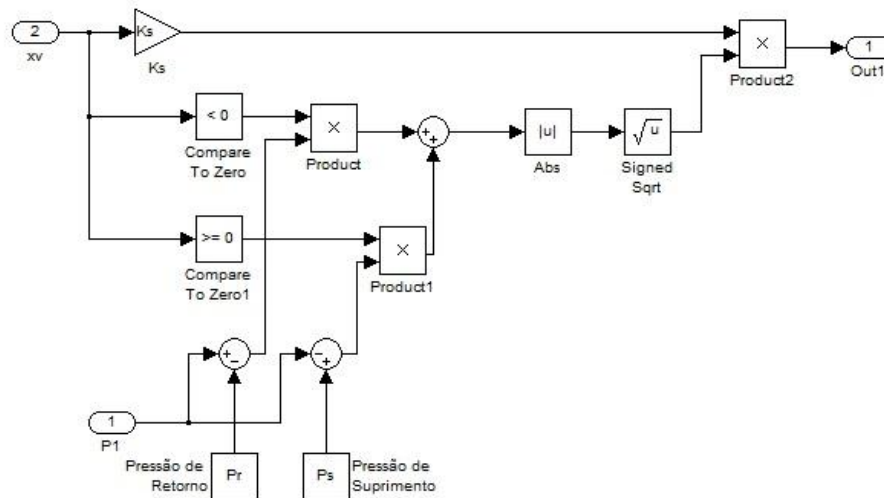 2
xv
Ks
Ks
×
Product2
1
Out1
< 0
Compare
To Zero
×
Product
+
+
|u|
Abs
√u
Signed
Sqrt
>= 0
Compare
To Zero1
×
Product1
+
−
−
+
1
P1
Pressão de
Retorno
Pr
Ps
Pressão de
Suprimento